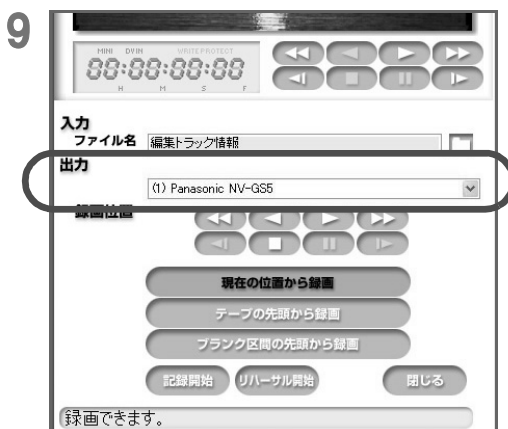 9
MINI DVIN WRITE PROTECT
00:00:00:00
H M S F
入力
ファイル名 編集トラック情報
出力
(1) Panasonic NV-GS5
録画位置
現在の位置から録画
テープの先頭から録画
ブランク区間の先頭から録画
記録開始 リハーサル開始 閉じる
録画できます。